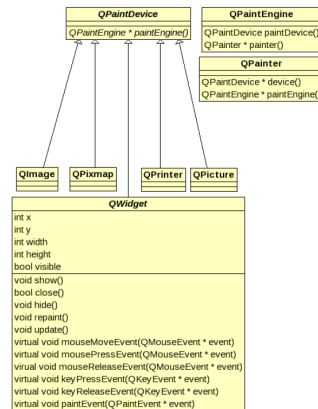 QPaintDevice
QPaintEngine * paintEngine()
QPaintEngine
QPaintDevice paintDevice()
QPainter * painter()
QPainter
QPaintDevice * device()
QPaintEngine * paintEngine(
QImage
QPixmap
QPrinter
QPicture
QWidget
int x
int y
int width
int height
bool visible
void show()
bool close()
void hide()
void repaint()
void update()
virtual void mouseMoveEvent(QMouseEvent * event)
virtual void mousePressEvent(QMouseEvent * event)
virual void mouseReleaseEvent(QMouseEvent * event)
virtual void keyPressEvent(QKeyEvent * event)
virtual void keyReleaseEvent(QKeyEvent * event)
virtual void paintEvent(QPaintEvent * event)